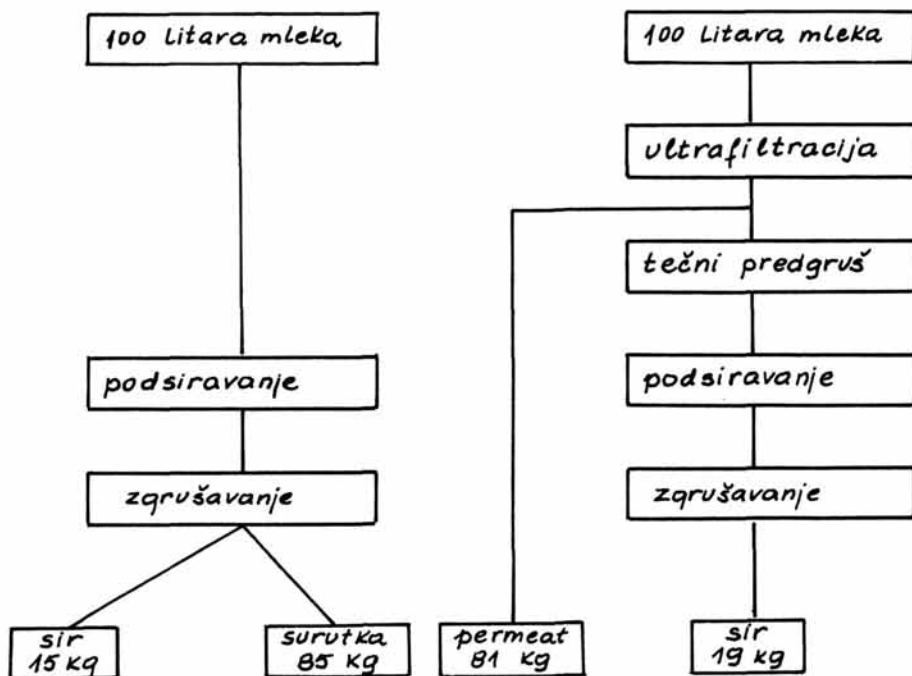 100 litara mleka
podsiravanje
zgrušavanje
sir
15 kg
surutka
85 kg
100 litara mleka
ultrafiltracija
tečni predgruš
podsiravanje
zgrušavanje
permeat
81 kg
sir
19 kg